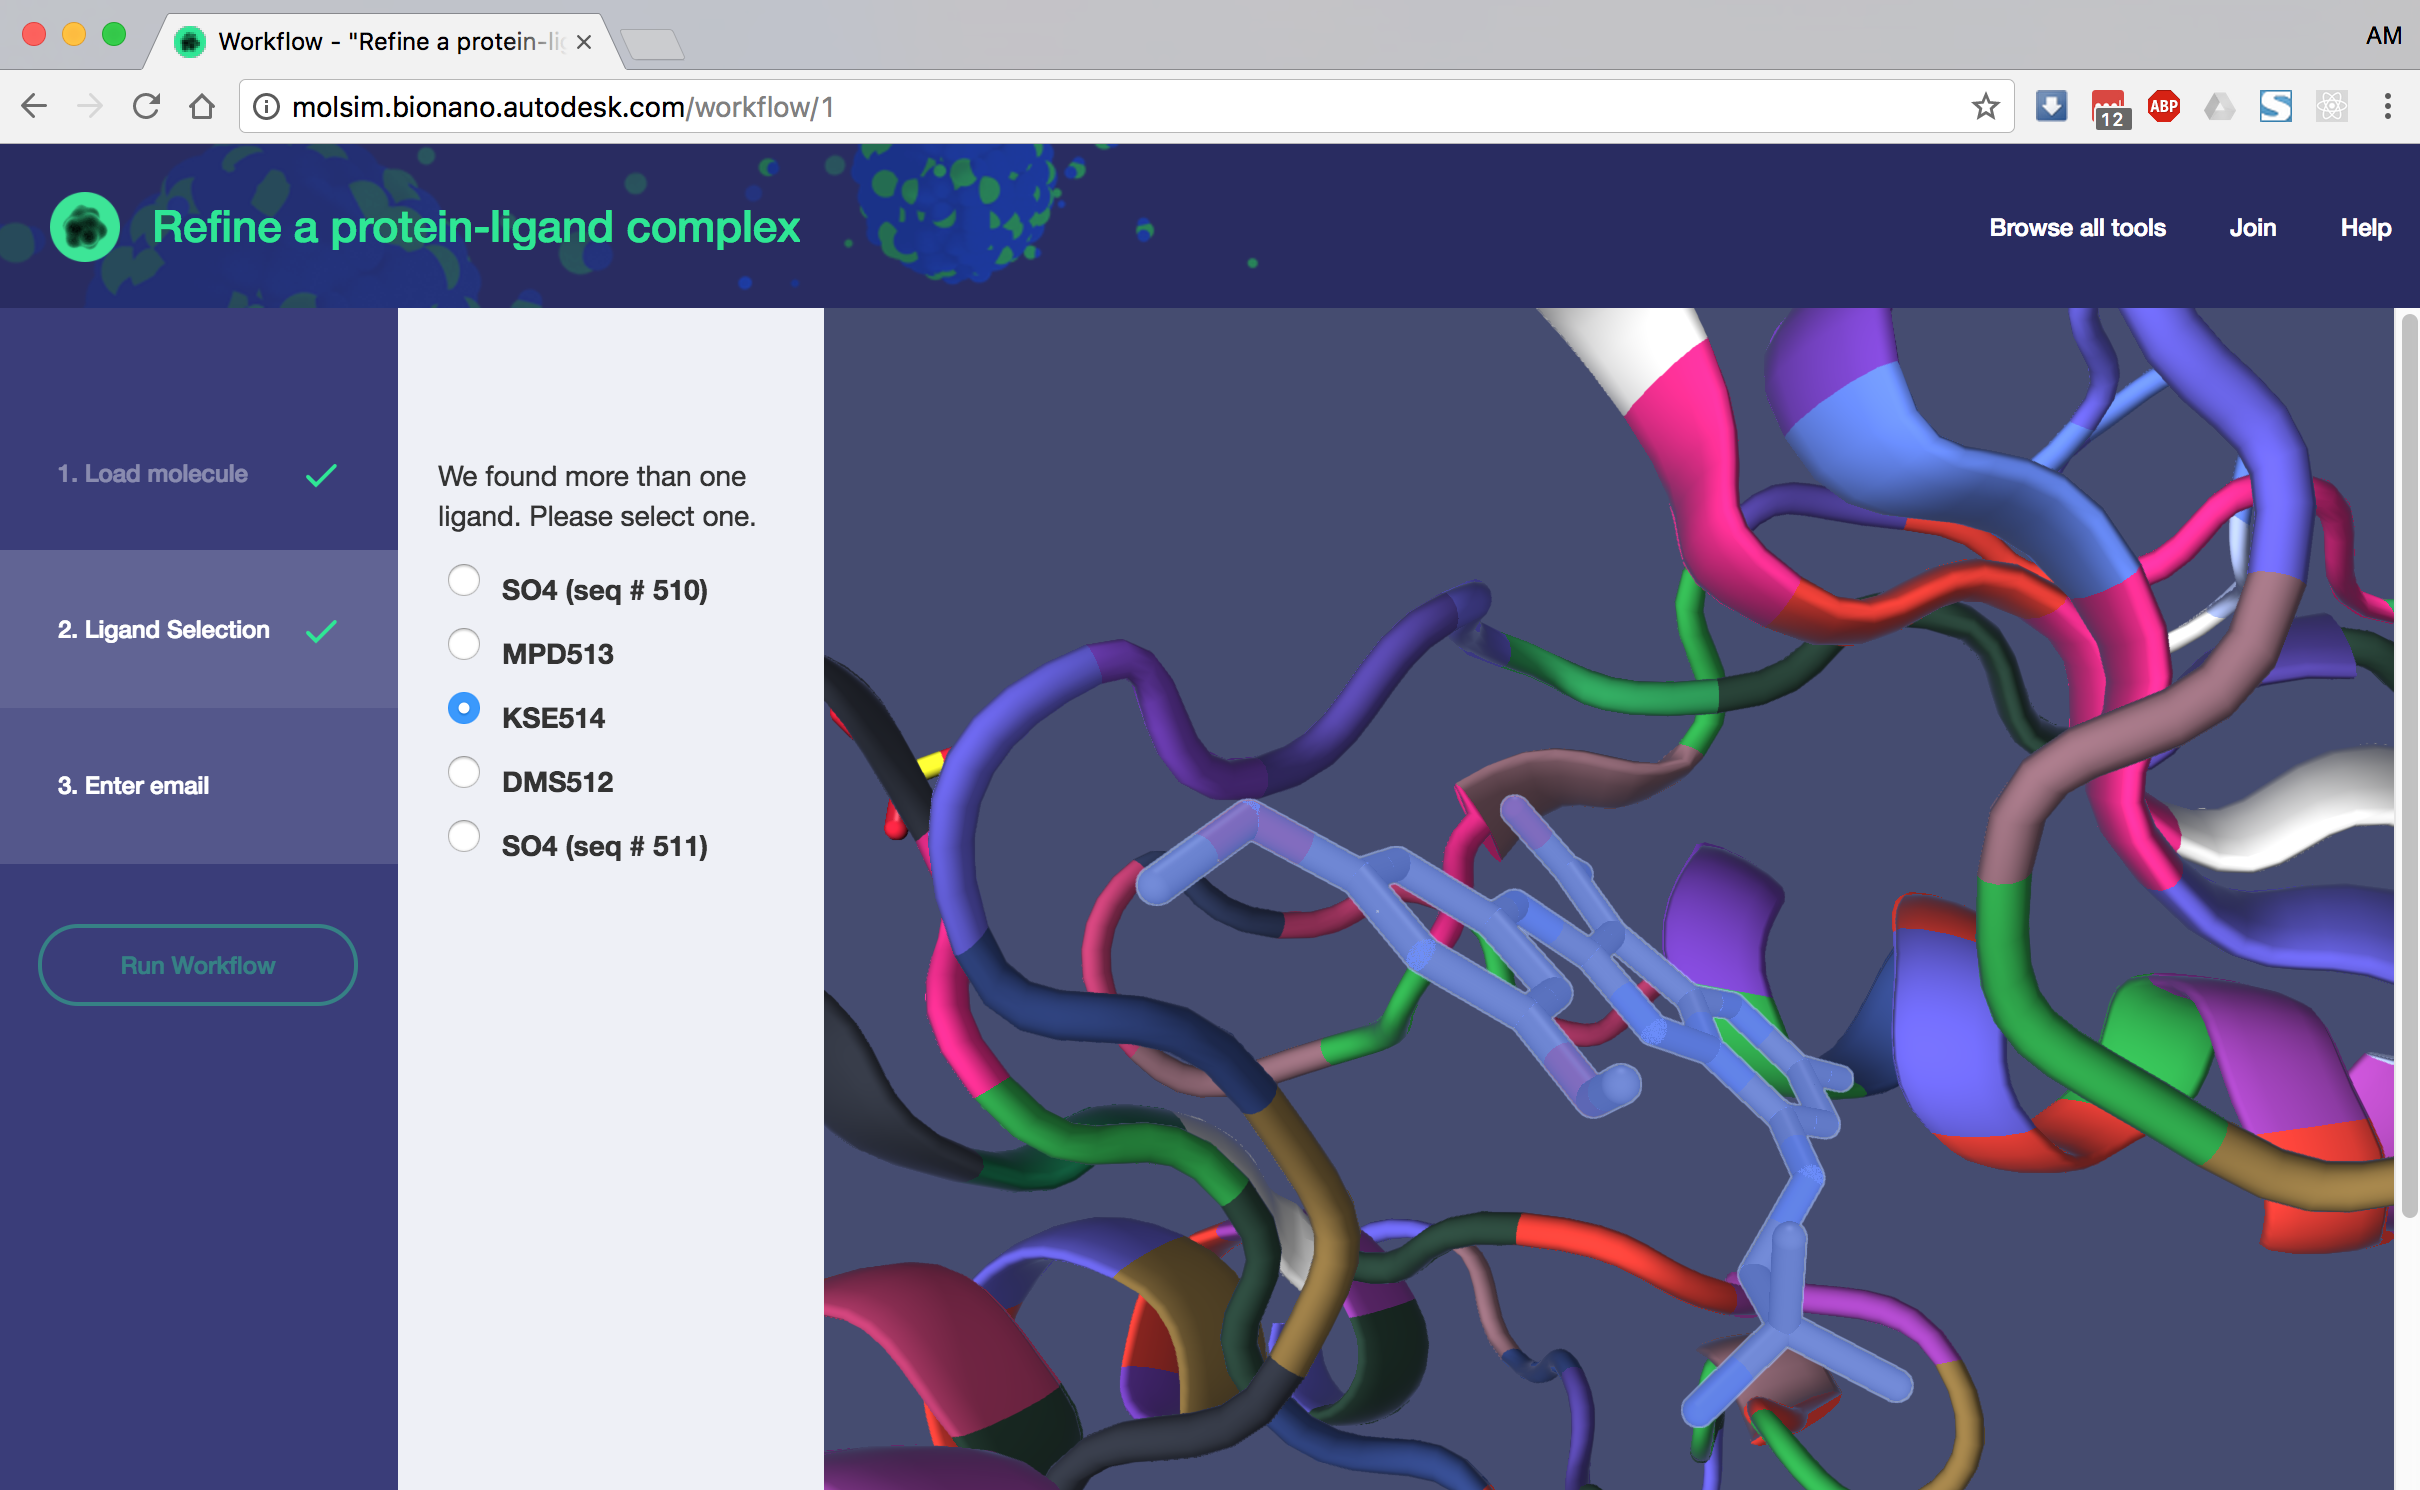 Workflow - "Refine a protein-li
AM
molsim.bionano.autodesk.com/workflow/1
12
ABP
Refine a protein-ligand complex
Browse all tools
Join
Help
1. Load molecule
2. Ligand Selection
3. Enter email
Run Workflow
We found more than one
ligand. Please select one.
SO4 (seq # 510)
MPD513
KSE514
DMS512
SO4 (seq # 511)